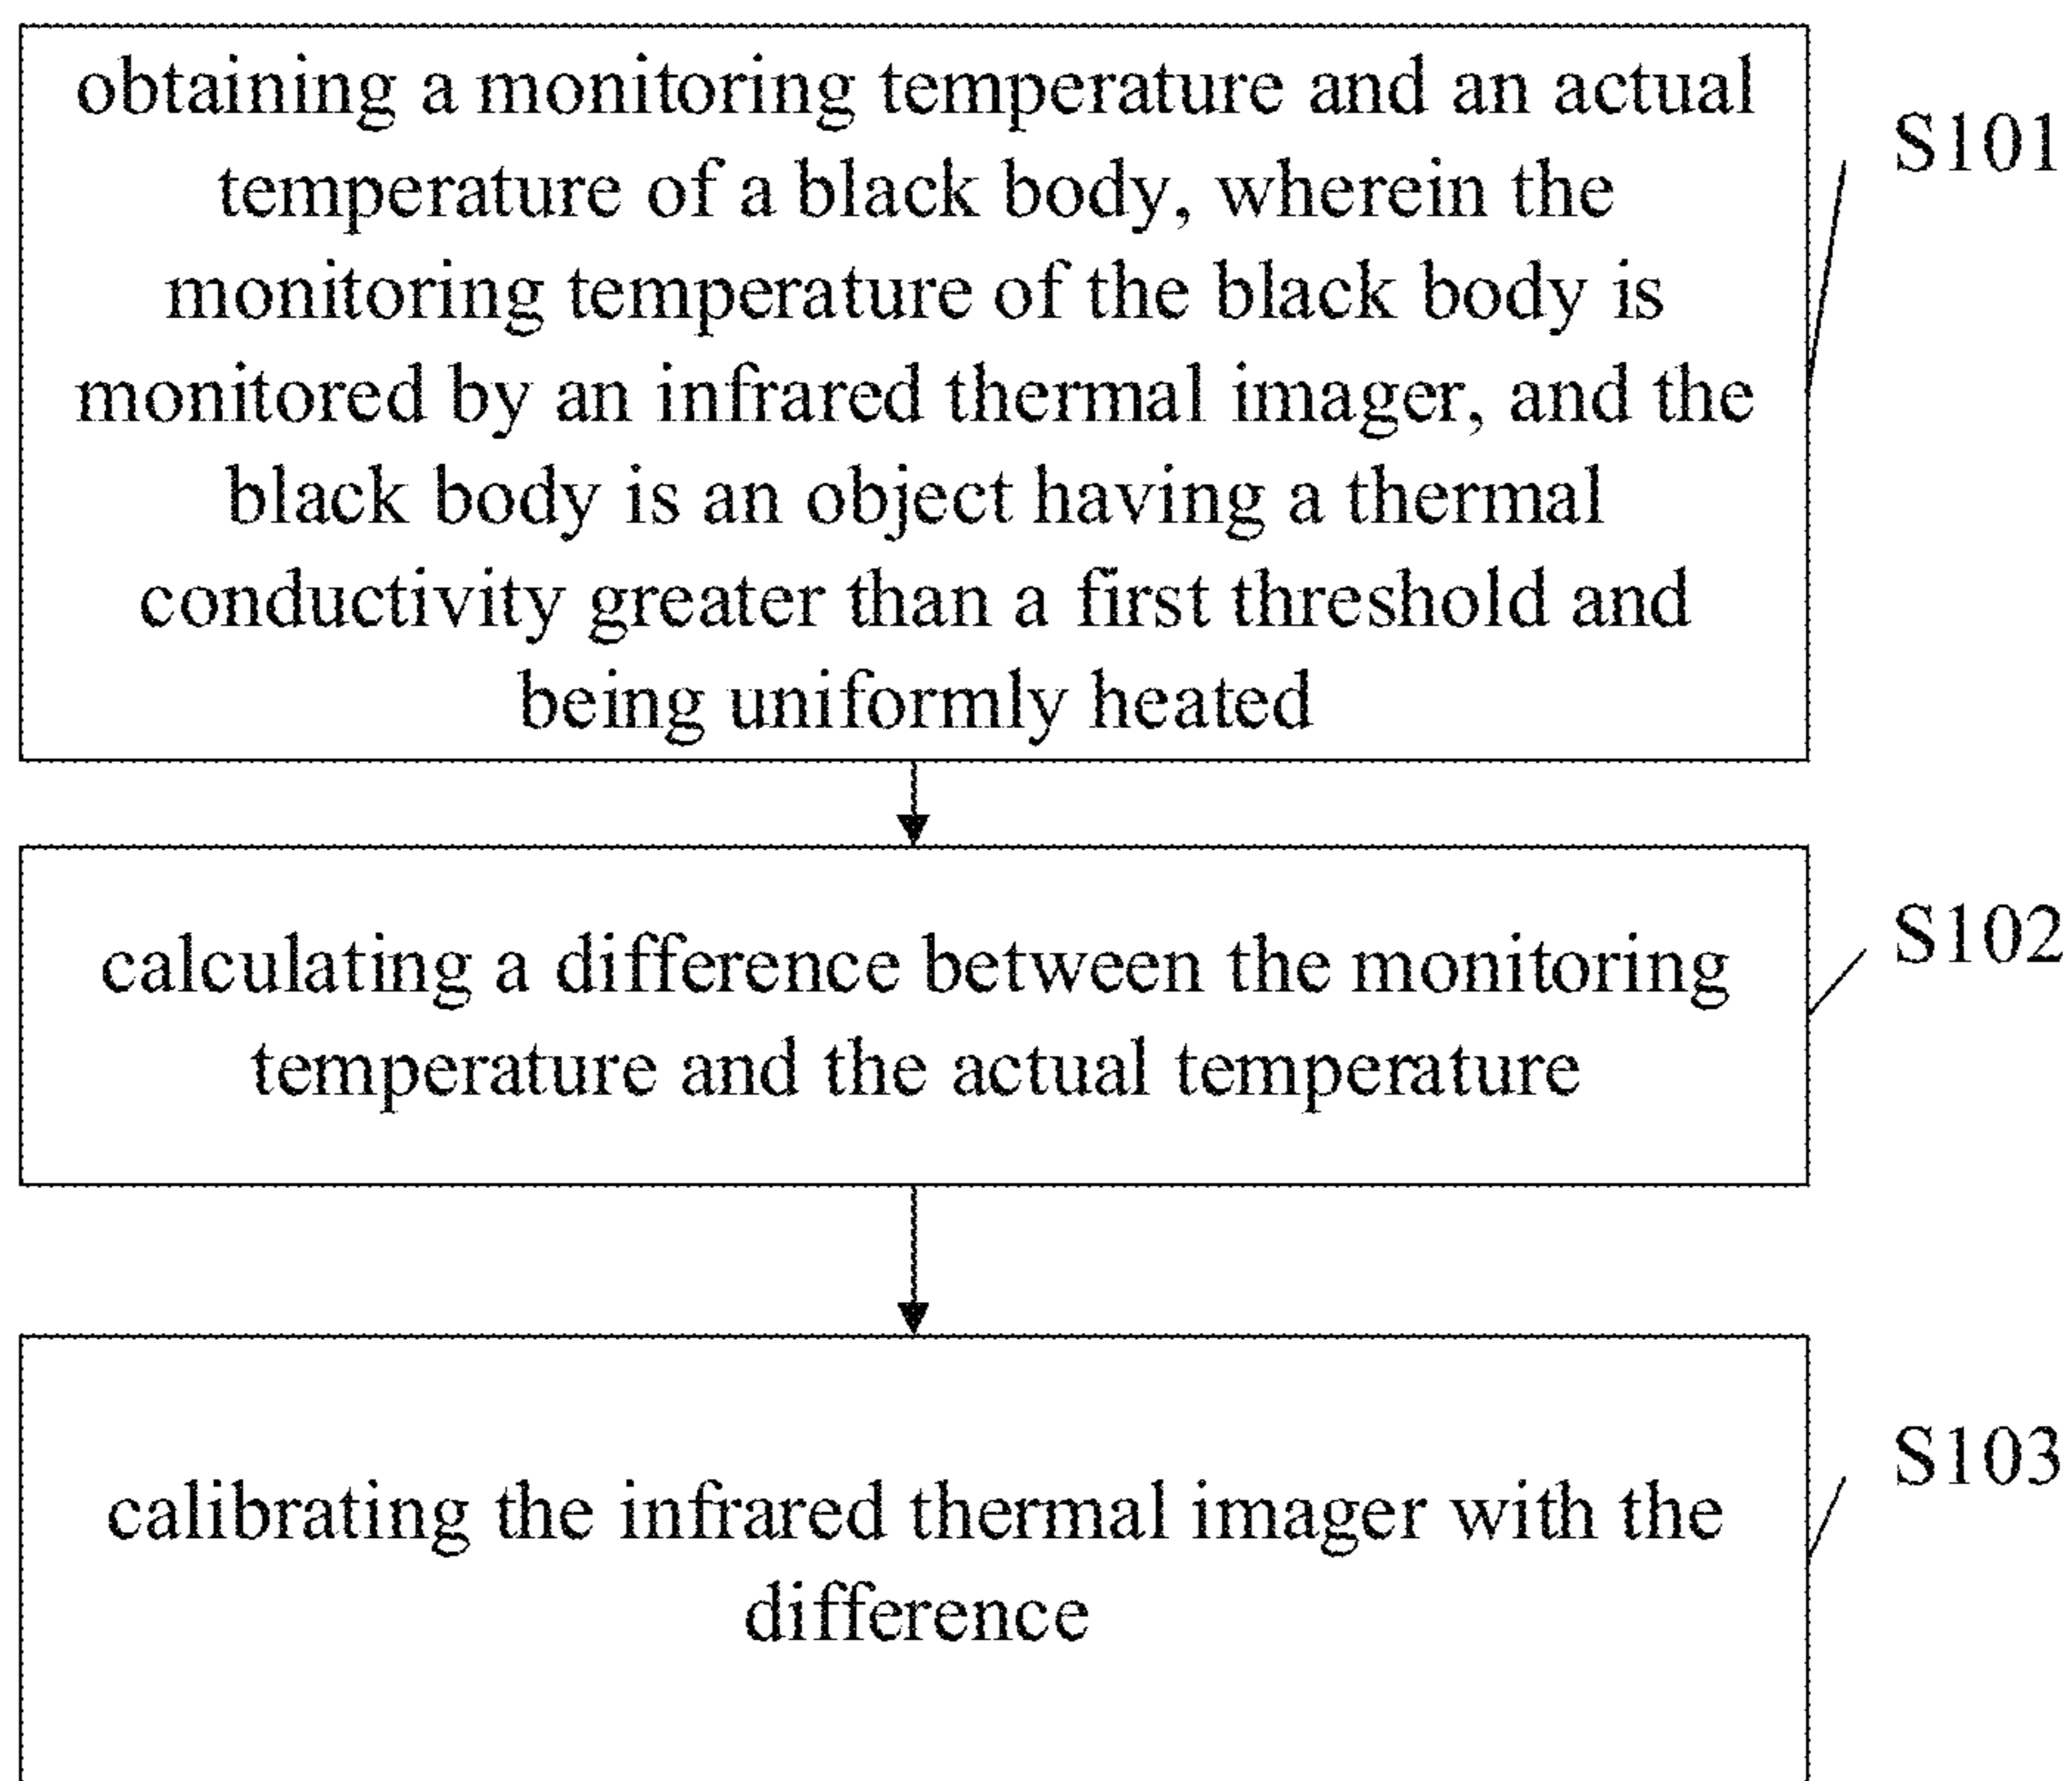 obtaining a monitoring temperature and an actual
temperature of a black body, wherein the
monitoring temperature of the black body is
monitored by an infrared thermal imager, and the
black body is an object having a thermal
conductivity greater than a first threshold and
being uniformly heated
S101
calculating a difference between the monitoring
temperature and the actual temperature
S102
calibrating the infrared thermal imager with the
difference
S103